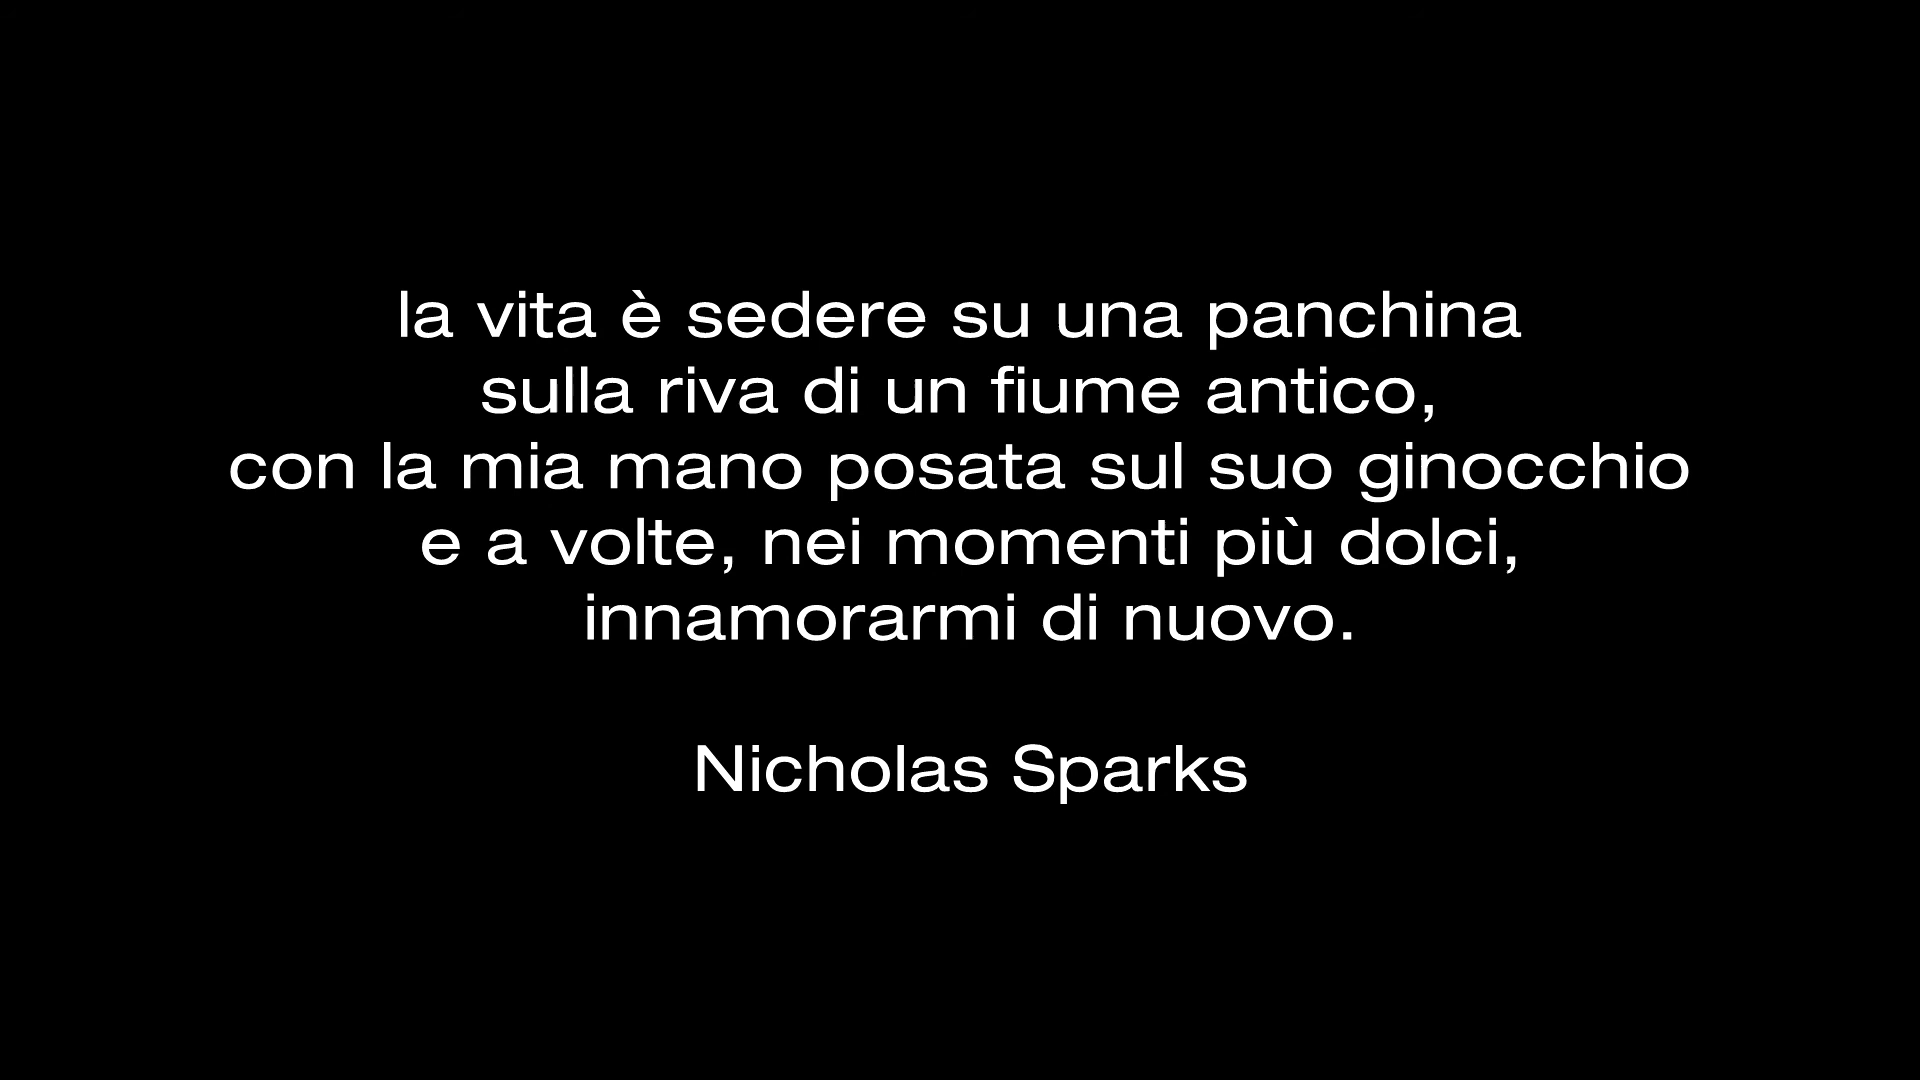 la vita è sedere su una panchina
sulla riva di un fiume antico,
con la mia mano posata sul suo ginocchio
e a volte, nei momenti più dolci,
innamorarmi di nuovo.
Nicholas Sparks